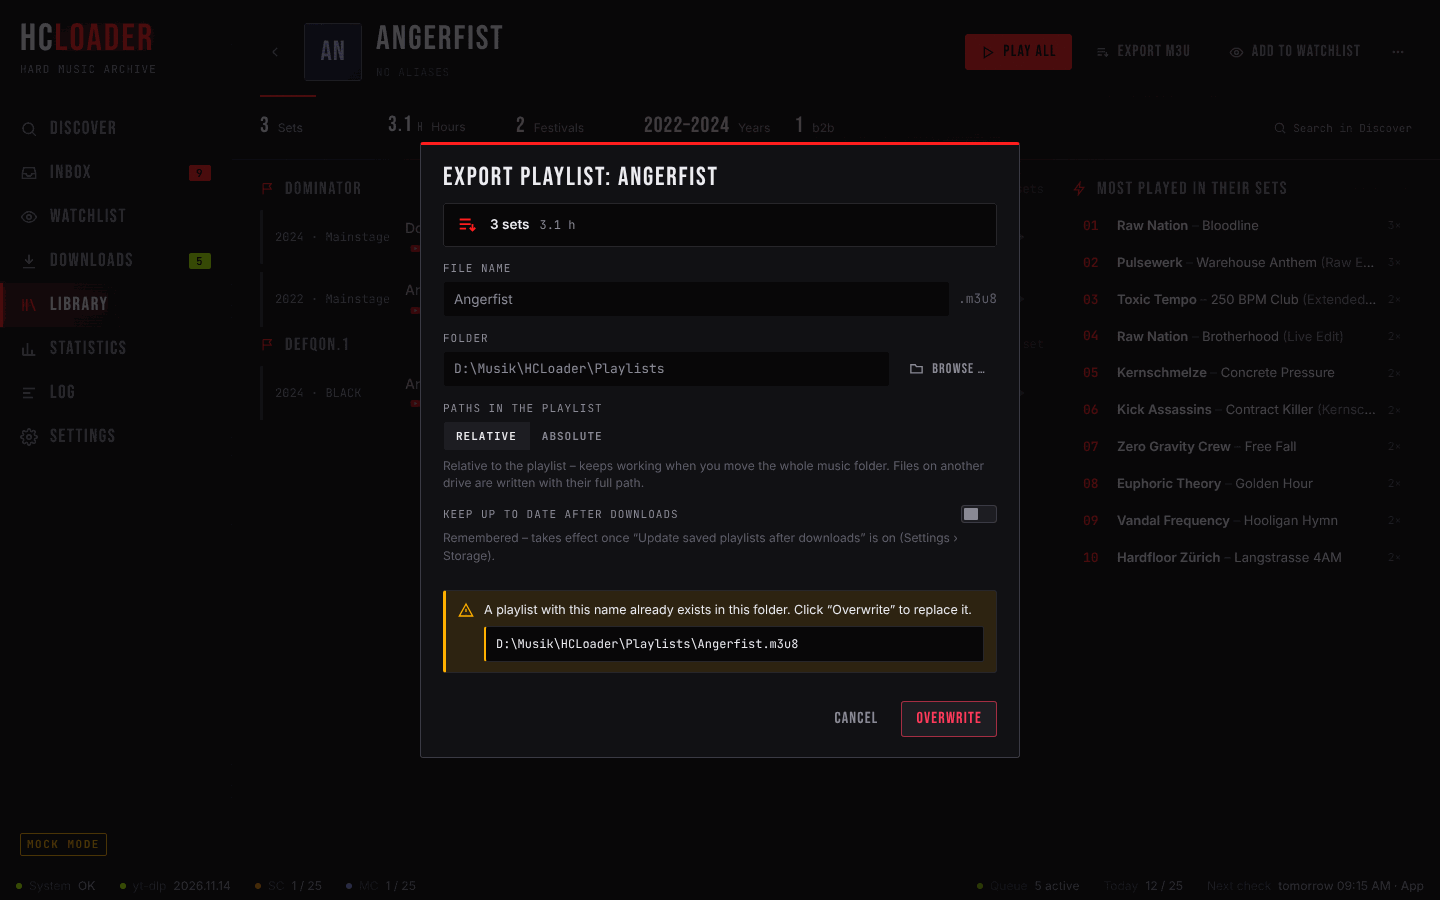 HCLOADER
HARD MUSIC ARCHIVE
DISCOVER
INBOX 9
WATCHLIST
DOWNLOADS 5
LIBRARY
STATISTICS
LOG
SETTINGS
MOCK MODE
AN
ANGERFIST
NO ALIASES
PLAY ALL
EXPORT M3U
ADD TO WATCHLIST
3 Sets
3.1 H Hours
2 Festivals
2022–2024 Years
1 b2b
Search in Discover
DOMINATOR
2024 · Mainstage
2022 · Mainstage
DEFQON.1
2024 · BLACK
EXPORT PLAYLIST: ANGERFIST
3 sets 3.1 h
FILE NAME
Angerfist .m3u8
FOLDER
D:\Musik\HCLoader\Playlists
BROWSE …
PATHS IN THE PLAYLIST
RELATIVE ABSOLUTE
Relative to the playlist – keeps working when you move the whole music folder. Files on another
drive are written with their full path.
KEEP UP TO DATE AFTER DOWNLOADS
Remembered – takes effect once “Update saved playlists after downloads” is on (Settings ›
Storage).
A playlist with this name already exists in this folder. Click “Overwrite” to replace it.
D:\Musik\HCLoader\Playlists\Angerfist.m3u8
CANCEL
OVERWRITE
MOST PLAYED IN THEIR SETS
01 Raw Nation – Bloodline 3×
02 Pulsewerk – Warehouse Anthem (Raw E… 3×
03 Toxic Tempo – 250 BPM Club (Extended… 2×
04 Raw Nation – Brotherhood (Live Edit) 2×
05 Kernschmelze – Concrete Pressure 2×
06 Kick Assassins – Contract Killer (Kernsc… 2×
07 Zero Gravity Crew – Free Fall 2×
08 Euphoric Theory – Golden Hour 2×
09 Vandal Frequency – Hooligan Hymn 2×
10 Hardfloor Zürich – Langstrasse 4AM 2×
System OK
yt-dlp 2026.11.14
SC 1 / 25
MC 1 / 25
Queue 5 active
Today 12 / 25
Next check tomorrow 09:15 AM · App